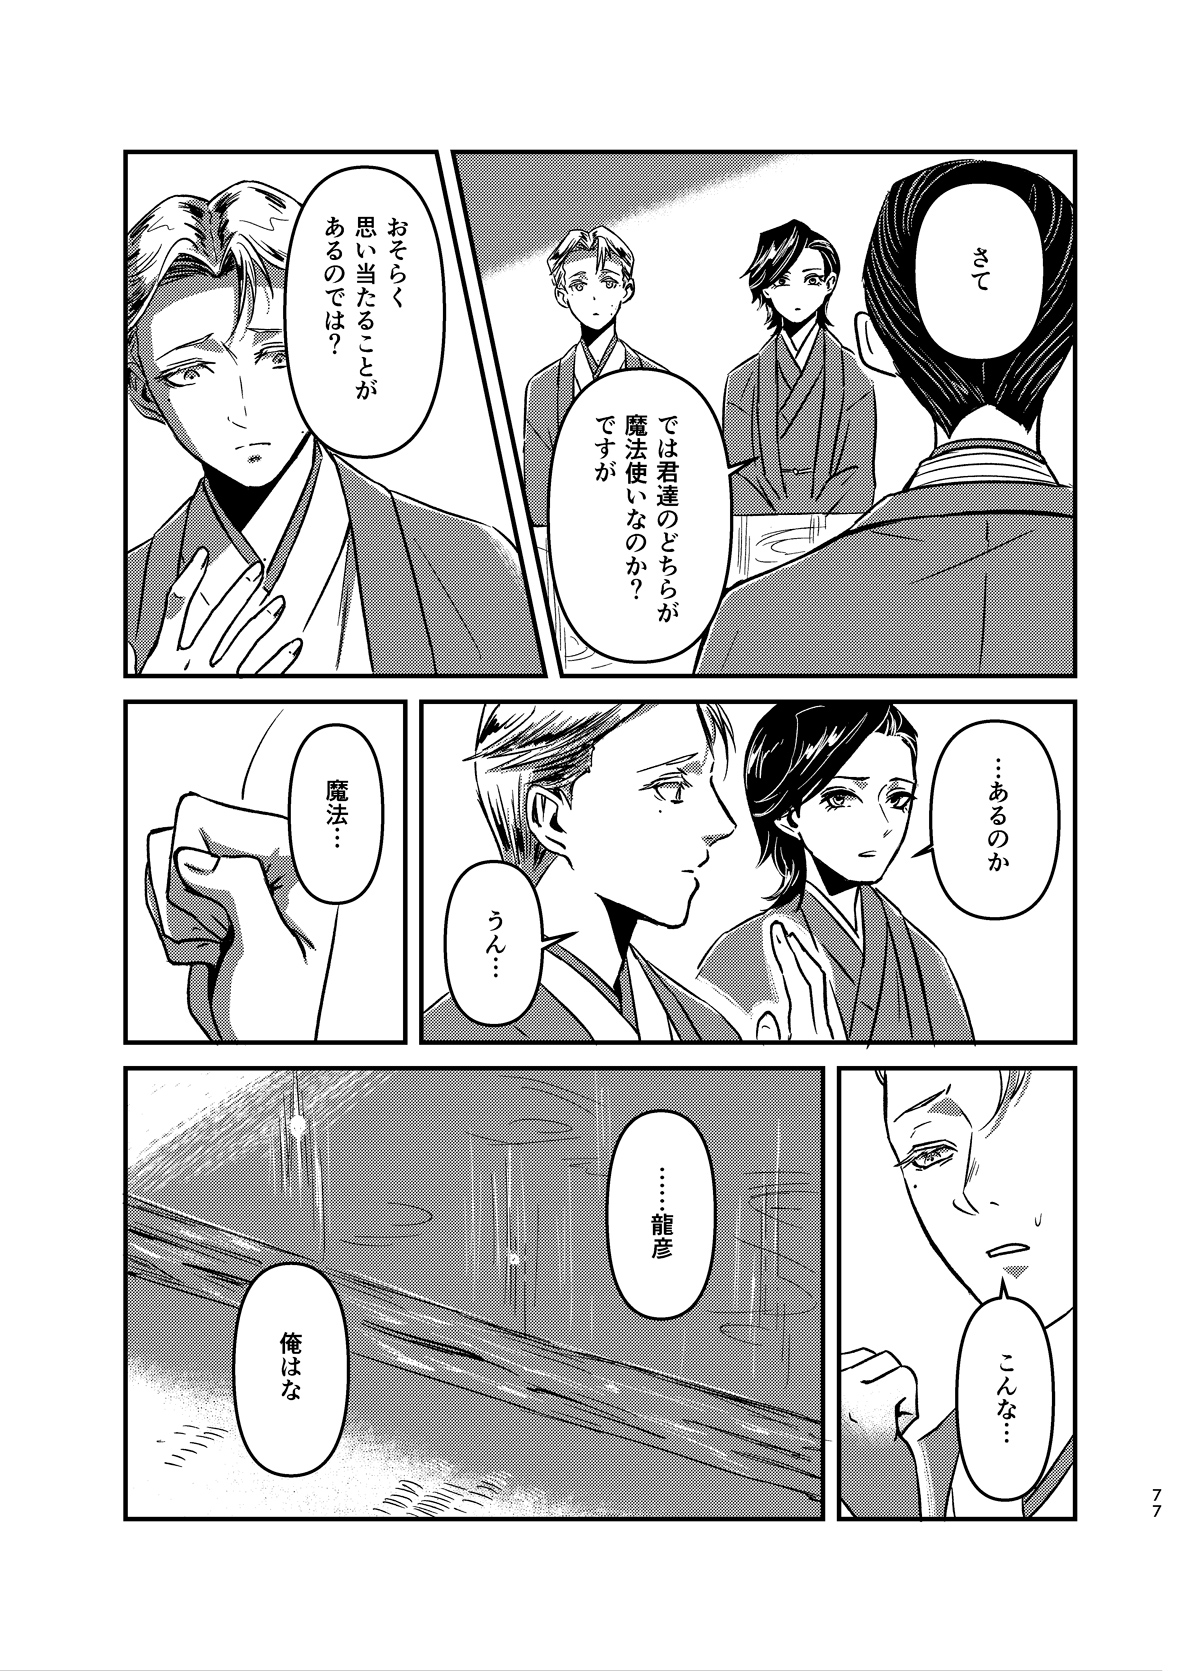 さて
では君達のどちらが
魔法使いなのか?
ですが
おそらく
思い当たることが
あるのでは?
…あるのか
うん…
魔法…
こんな…
……龍彦
俺はな
77